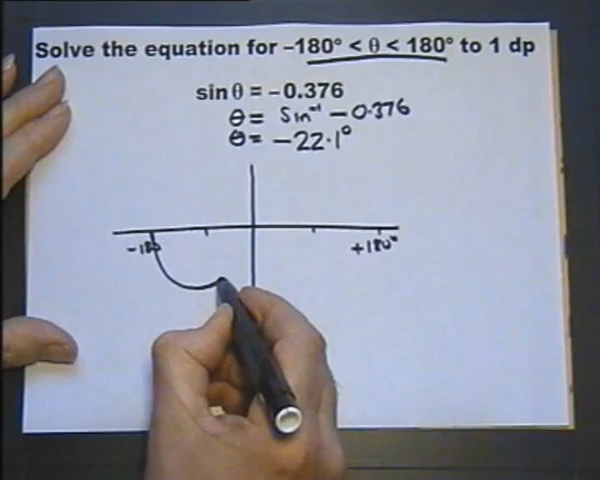 Solve the equation for –180° < θ < 180° to 1 dp
sin θ = – 0.376
θ = Sin⁻¹ – 0.376
θ = – 22.1°
-180 +180°